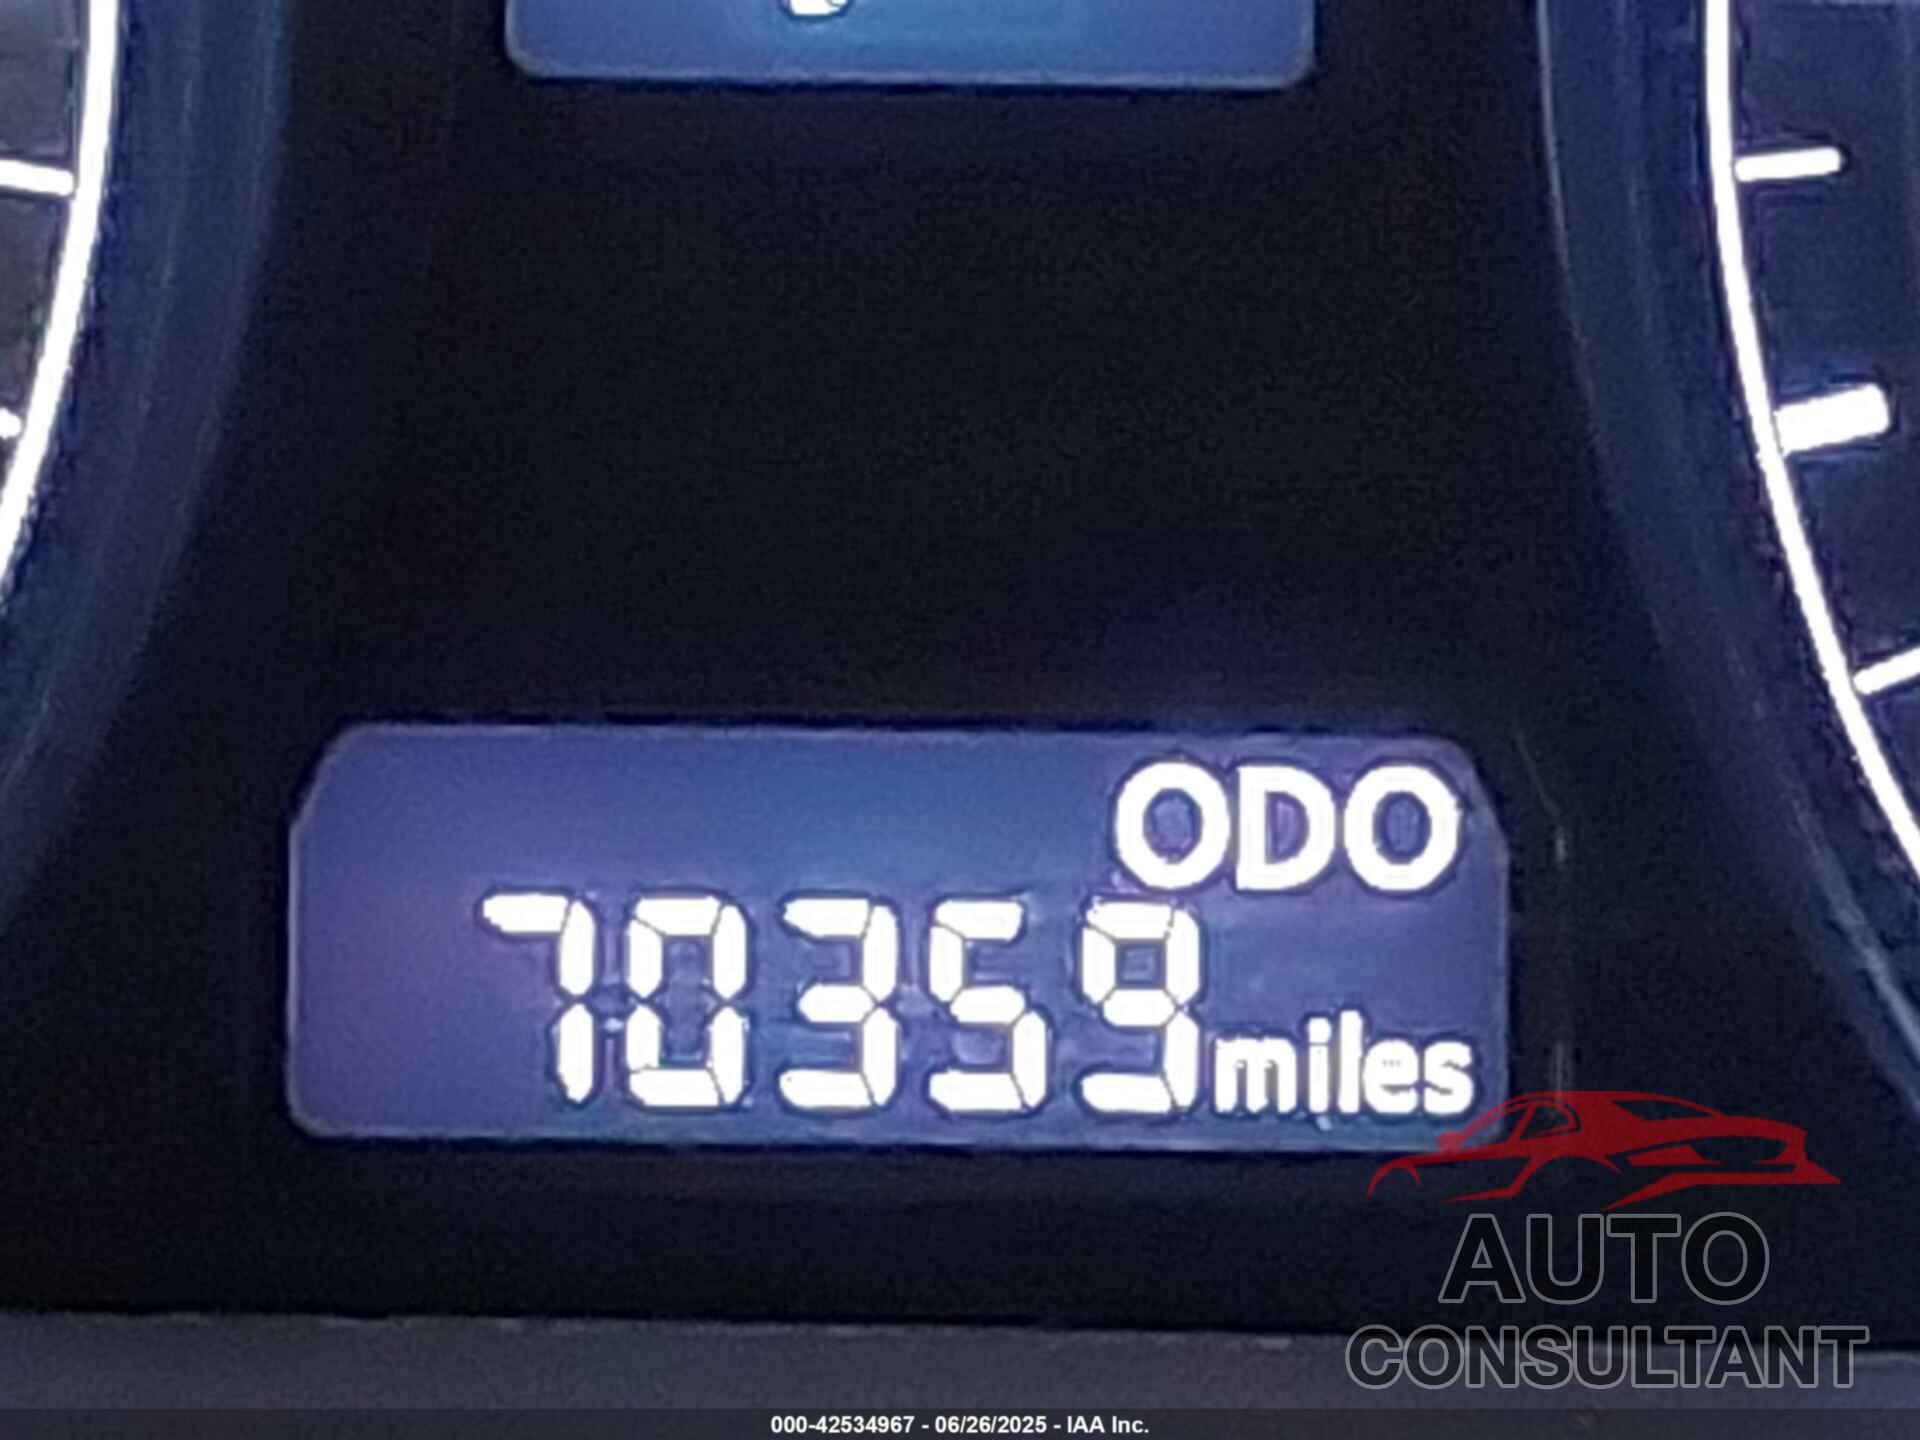 ODO
70359 miles
AUTO
CONSULTANT
000-42534967 - 06/26/2025 - IAA Inc.